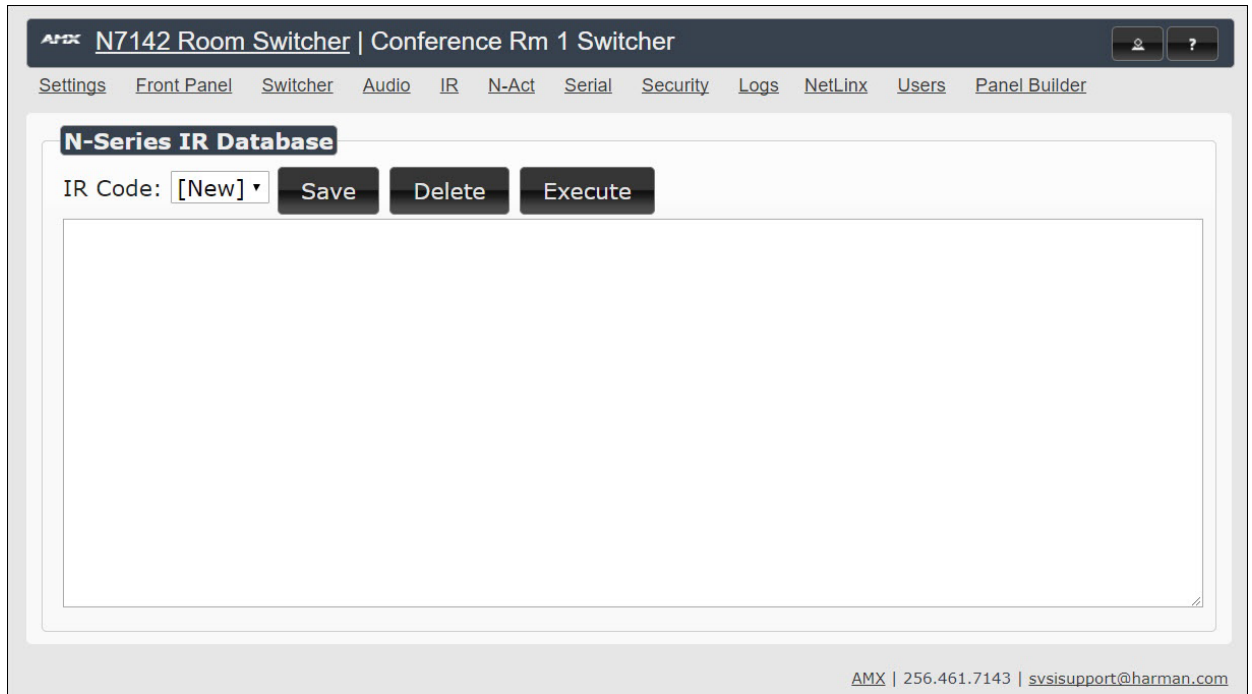 AMX N7142 Room Switcher | Conference Rm 1 Switcher ?
Settings Front Panel Switcher Audio IR N-Act Serial Security Logs NetLinx Users Panel Builder
N-Series IR Database
IR Code: [New] Save Delete Execute
AMX | 256.461.7143 | svsisupport@harman.com